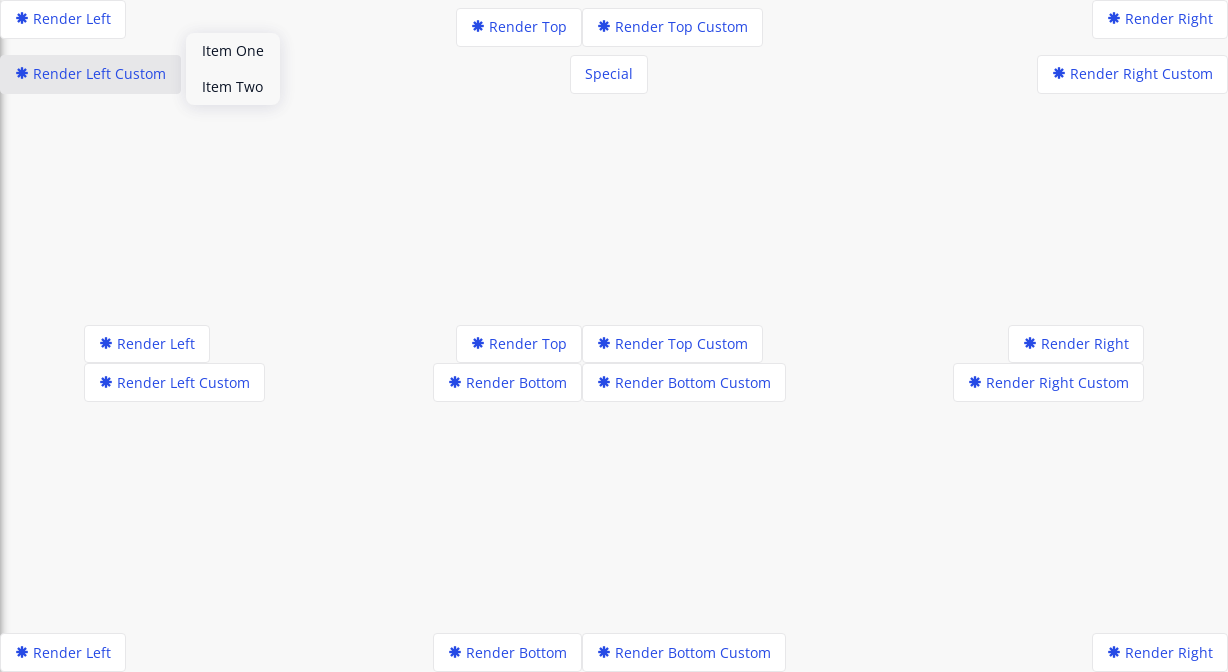 Render Left
Render Top
Render Top Custom
Render Right
Item One
Render Left Custom
Special
Render Right Custom
Item Two
Render Left
Render Top
Render Top Custom
Render Right
Render Left Custom
Render Bottom
Render Bottom Custom
Render Right Custom
Render Left
Render Bottom
Render Bottom Custom
Render Right